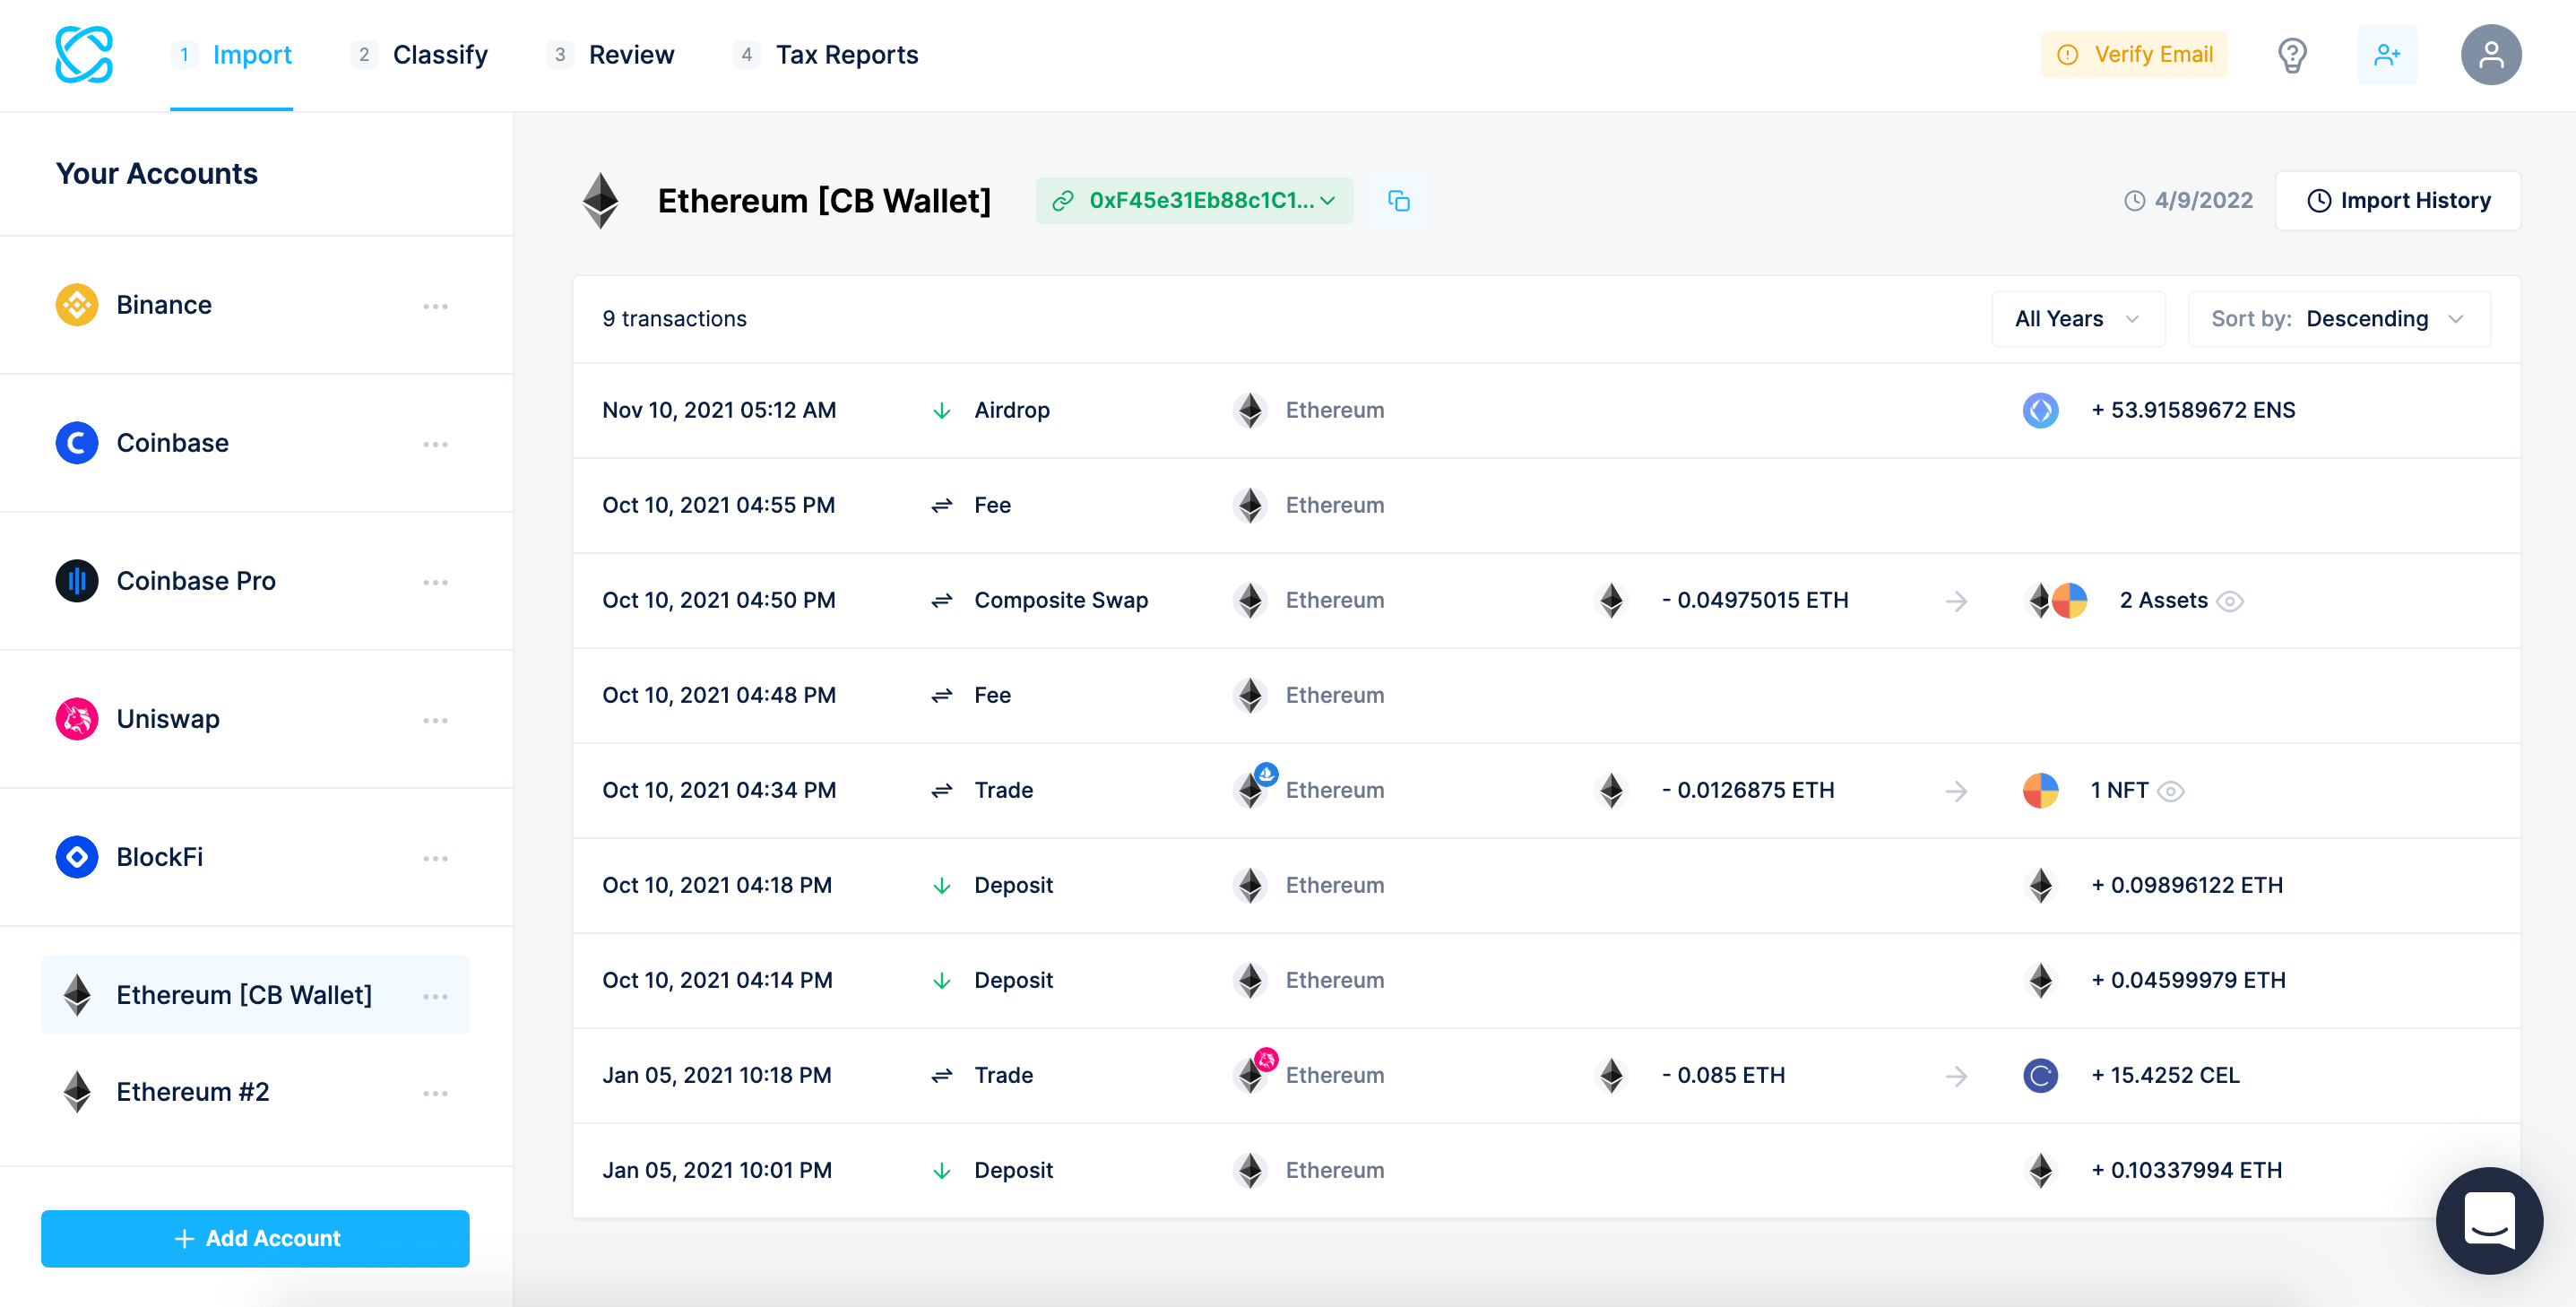 1 Import 2 Classify 3 Review 4 Tax Reports Verify Email
Your Accounts
Binance
Coinbase
Coinbase Pro
Uniswap
BlockFi
Ethereum [CB Wallet]
Ethereum #2
+ Add Account
Ethereum [CB Wallet] 0xF45e31Eb88c1C1... 4/9/2022 Import History
9 transactions All Years Sort by: Descending
Nov 10, 2021 05:12 AM Airdrop Ethereum + 53.91589672 ENS
Oct 10, 2021 04:55 PM Fee Ethereum
Oct 10, 2021 04:50 PM Composite Swap Ethereum - 0.04975015 ETH 2 Assets
Oct 10, 2021 04:48 PM Fee Ethereum
Oct 10, 2021 04:34 PM Trade Ethereum - 0.0126875 ETH 1 NFT
Oct 10, 2021 04:18 PM Deposit Ethereum + 0.09896122 ETH
Oct 10, 2021 04:14 PM Deposit Ethereum + 0.04599979 ETH
Jan 05, 2021 10:18 PM Trade Ethereum - 0.085 ETH + 15.4252 CEL
Jan 05, 2021 10:01 PM Deposit Ethereum + 0.10337994 ETH